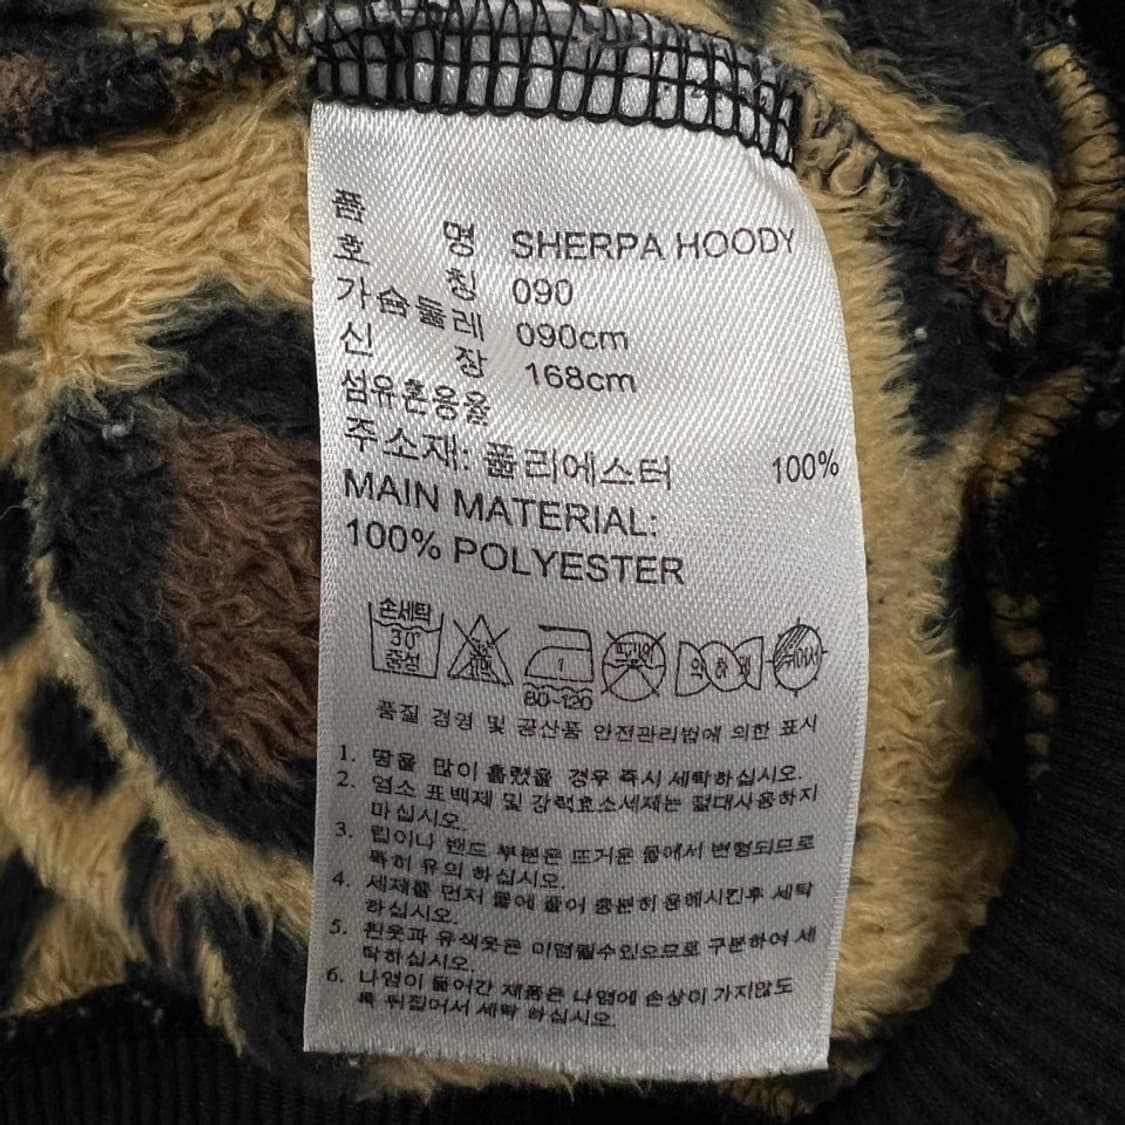 품 명 SHERPA HOODY
호 칭 090
가슴둘레 090cm
신 장 168cm
섬유혼용율
주소재: 폴리에스터 100%
MAIN MATERIAL:
100% POLYESTER
손세탁
30°
중성
1
80~120
품질 경영 및 공산품 안전관리법에 의한 표시
1. 땀을 많이 흘렸을 경우 즉시 세탁하십시오.
2. 염소 표백제 및 강력효소세제는 절대사용하지
마십시오.
3. 립이나 밴드 부분은 뜨거운 물에서 변형되므로
특히 유의 하십시오.
4. 세제를 먼저 물에 풀어 충분히 용해시킨후 세탁
하십시오.
5. 흰옷과 유색옷은 이염될수있으므로 구분하여 세
탁하십시오.
6. 나염이 들어간 제품은 나염에 손상이 가지않도
록 뒤집어서 세탁 하십시오.